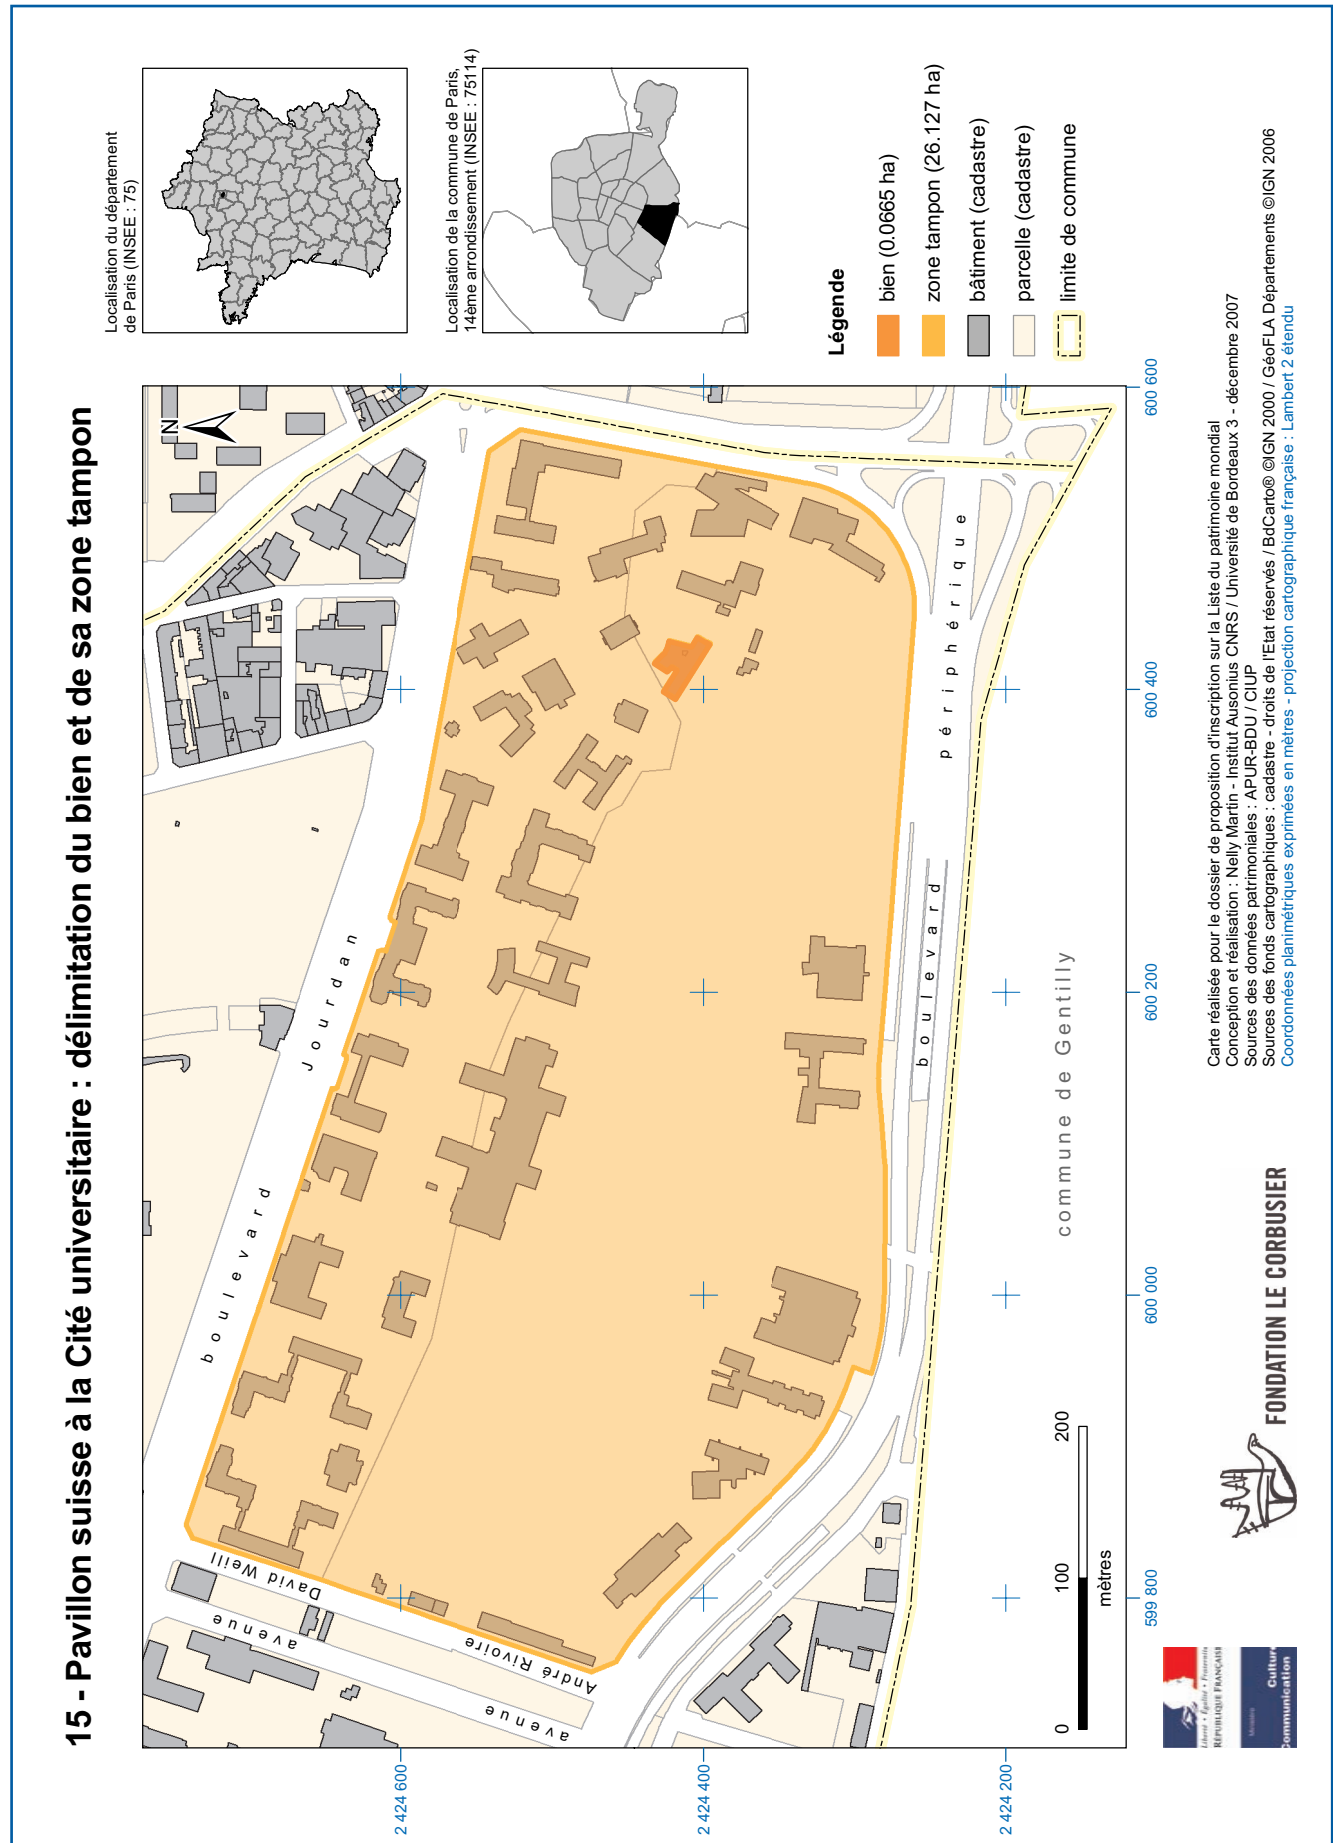 15 - Pavillon suisse à la Cité universitaire : délimitation du bien et de sa zone tampon
Localisation du département
de Paris (INSEE : 75)
Localisation de la commune de Paris,
14ème arrondissement (INSEE : 75114)
Légende
bien (0.0665 ha)
zone tampon (26.127 ha)
bâtiment (cadastre)
parcelle (cadastre)
limite de commune
N
boulevard Jourdan
avenue David Weill
avenue André Rivoire
boulevard périphérique
commune de Gentilly
2 424 600
2 424 400
2 424 200
599 800
600 000
600 200
600 400
600 600
0 100 200
mètres
Liberté • Égalité • Fraternité
RÉPUBLIQUE FRANÇAISE
Ministère
Culture
Communication
FONDATION LE CORBUSIER
Carte réalisée pour le dossier de proposition d'inscription sur la Liste du patrimoine mondial
Conception et réalisation : Nelly Martin - Institut Ausonius CNRS / Université de Bordeaux 3 - décembre 2007
Sources des données patrimoniales : APUR-BDU / CIUP
Sources des fonds cartographiques : cadastre - droits de l'Etat réservés / BdCarto® ©IGN 2000 / GéoFLA Départements ©IGN 2006
Coordonnées planimétriques exprimées en mètres - projection cartographique française : Lambert 2 étendu